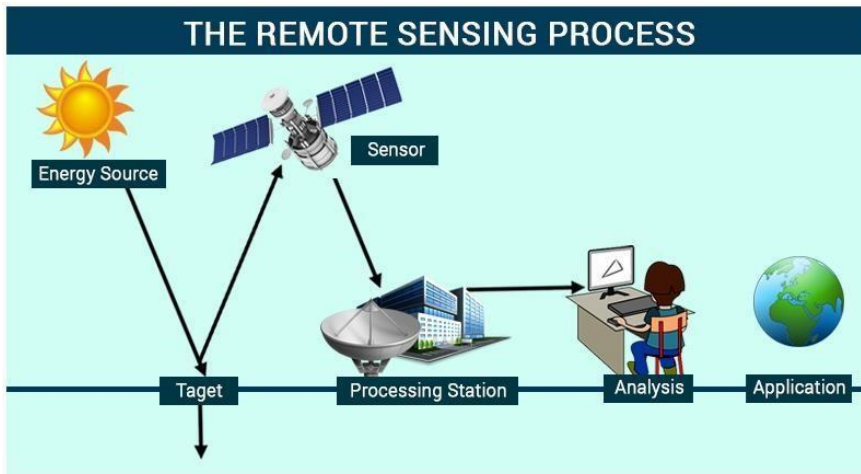 THE REMOTE SENSING PROCESS
Energy Source
Sensor
Taget
Processing Station
Analysis
Application